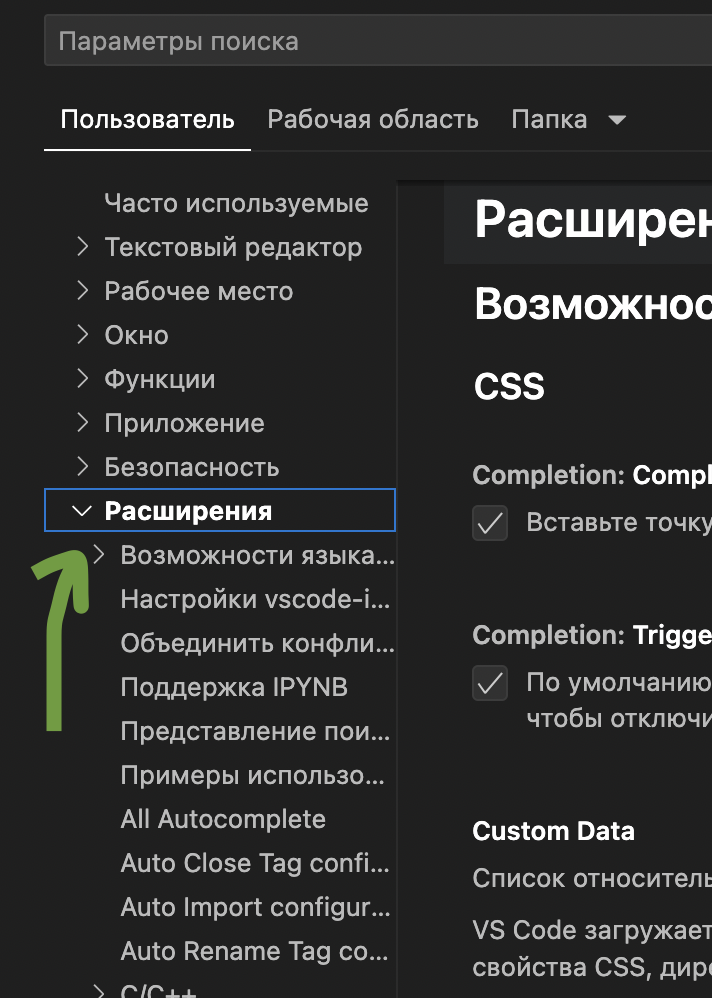 Параметры поиска
Пользователь Рабочая область Папка
Часто используемые
Текстовый редактор
Рабочее место
Окно
Функции
Приложение
Безопасность
Расширения
Возможности языка...
Настройки vscode-i...
Объединить конфли...
Поддержка IPYNB
Представление пои...
Примеры использо...
All Autocomplete
Auto Close Tag confi...
Auto Import configur...
Auto Rename Tag co...
C/C++
Расширен
Возможнос
CSS
Completion: Compl
Вставьте точку
Completion: Trigge
По умолчанию
чтобы отключи
Custom Data
Список относитель
VS Code загружает
свойства CSS, дире